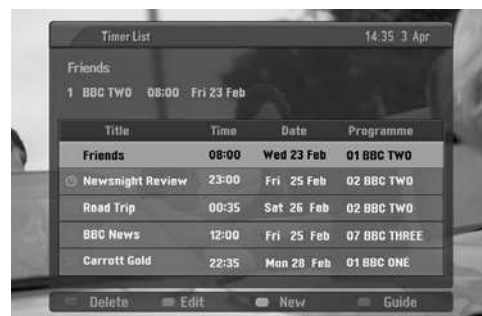 Timer List 14:35 3 Apr
Friends
1 BBC TWO 08:00 Fri 23 Feb
Title Time Date Programme
Friends 08:00 Wed 23 Feb 01 BBC TWO
Newsnight Review 23:00 Fri 25 Feb 02 BBC TWO
Road Trip 00:35 Sat 26 Feb 02 BBC TWO
BBC News 12:00 Fri 25 Feb 07 BBC THREE
Carrott Gold 22:35 Mon 28 Feb 01 BBC ONE
Delete Edit New Guide